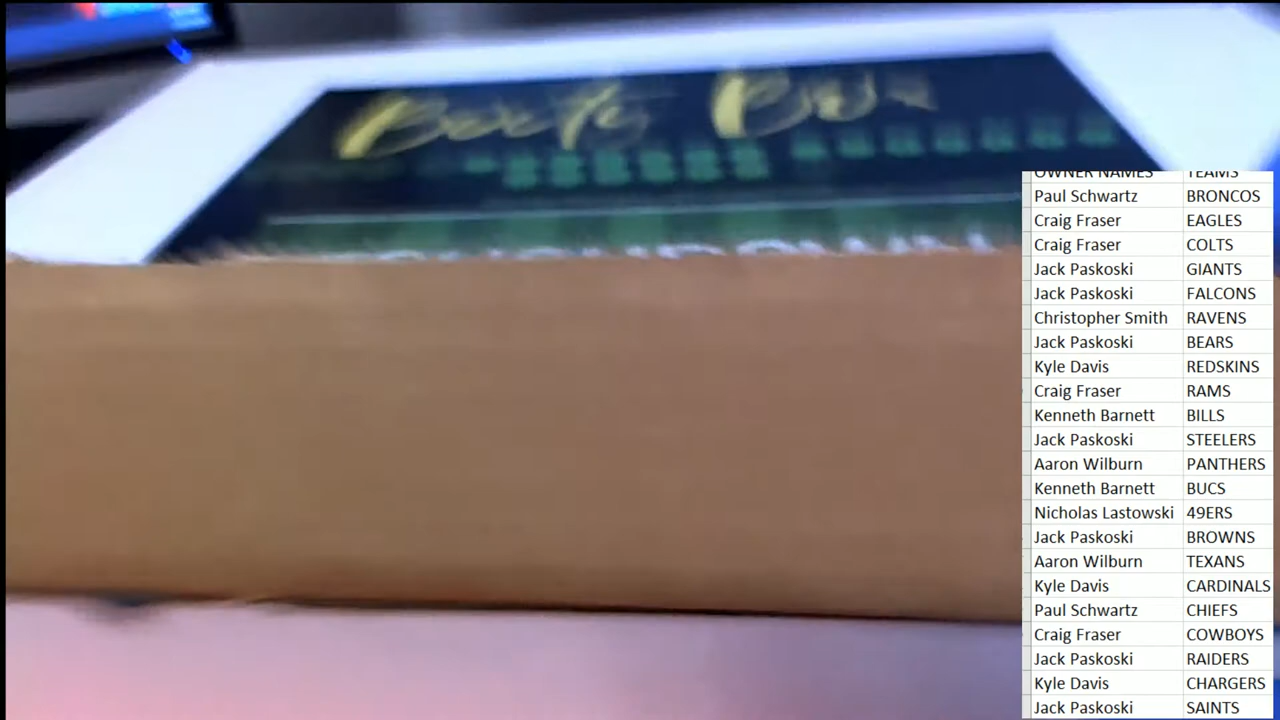 OWNER NAMES TEAMS
Paul Schwartz BRONCOS
Craig Fraser EAGLES
Craig Fraser COLTS
Jack Paskoski GIANTS
Jack Paskoski FALCONS
Christopher Smith RAVENS
Jack Paskoski BEARS
Kyle Davis REDSKINS
Craig Fraser RAMS
Kenneth Barnett BILLS
Jack Paskoski STEELERS
Aaron Wilburn PANTHERS
Kenneth Barnett BUCS
Nicholas Lastowski 49ERS
Jack Paskoski BROWNS
Aaron Wilburn TEXANS
Kyle Davis CARDINALS
Paul Schwartz CHIEFS
Craig Fraser COWBOYS
Jack Paskoski RAIDERS
Kyle Davis CHARGERS
Jack Paskoski SAINTS